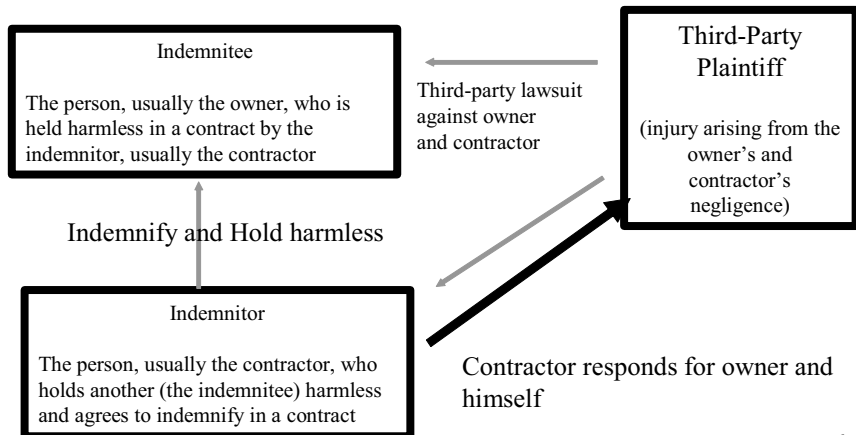 Indemnitee
The person, usually the owner, who is
held harmless in a contract by the
indemnitor, usually the contractor
Third-party lawsuit
against owner
and contractor
Third-Party
Plaintiff
(injury arising from the
owner’s and
contractor’s
negligence)
Indemnify and Hold harmless
Indemnitor
The person, usually the contractor, who
holds another (the indemnitee) harmless
and agrees to indemnify in a contract
Contractor responds for owner and
himself